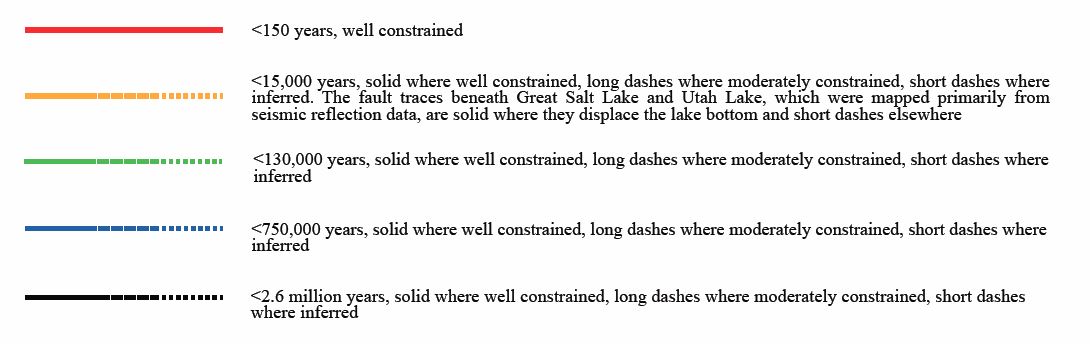 <150 years, well constrained
<15,000 years, solid where well constrained, long dashes where moderately constrained, short dashes where
inferred. The fault traces beneath Great Salt Lake and Utah Lake, which were mapped primarily from
seismic reflection data, are solid where they displace the lake bottom and short dashes elsewhere
<130,000 years, solid where well constrained, long dashes where moderately constrained, short dashes where
inferred
<750,000 years, solid where well constrained, long dashes where moderately constrained, short dashes where
inferred
<2.6 million years, solid where well constrained, long dashes where moderately constrained, short dashes
where inferred